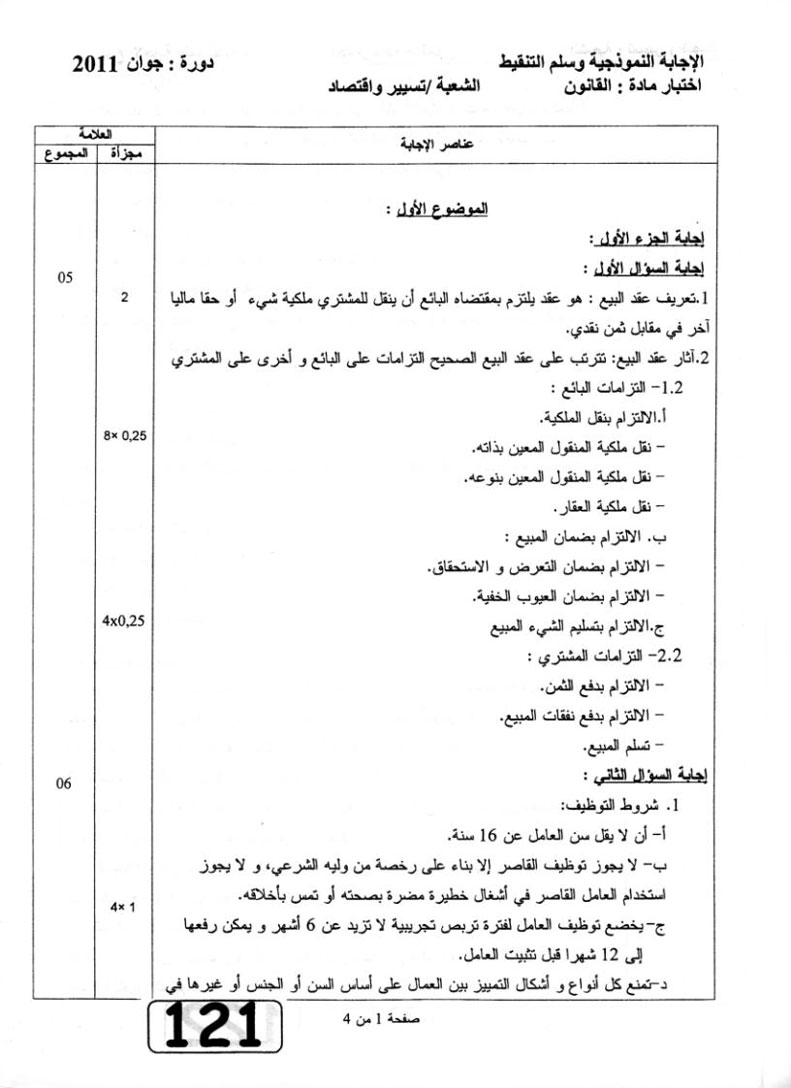 الإجابة النموذجية وسلم التنقيط
دورة : جوان 2011
اختبار مادة : القانون
الشعبة /تسيير واقتصاد
عناصر الإجابة
العلامة
مجزأة
المجموع
الموضوع الأول :
إجابة الجزء الأول :
إجابة السؤال الأول :
05
1.تعريف عقد البيع : هو عقد يلتزم بمقتضاه البائع أن ينقل للمشتري ملكية شيء أو حقا ماليا
2
آخر في مقابل ثمن نقدي.
2.آثار عقد البيع: تترتب على عقد البيع الصحيح التزامات على البائع و أخرى على المشتري
1.2- التزامات البائع :
أ.الالتزام بنقل الملكية.
8× 0,25
- نقل ملكية المنقول المعين بذاته.
- نقل ملكية المنقول المعين بنوعه.
- نقل ملكية العقار.
ب. الالتزام بضمان المبيع :
- الالتزام بضمان التعرض و الاستحقاق.
- الالتزام بضمان العيوب الخفية.
4x0,25
ج.الالتزام بتسليم الشيء المبيع
2.2- التزامات المشتري :
- الالتزام بدفع الثمن.
- الالتزام بدفع نفقات المبيع.
- تسلم المبيع.
إجابة السؤال الثاني :
06
1. شروط التوظيف:
أ- أن لا يقل سن العامل عن 16 سنة.
ب- لا يجوز توظيف القاصر إلا بناء على رخصة من وليه الشرعي، و لا يجوز
استخدام العامل القاصر في أشغال خطيرة مضرة بصحته أو تمس بأخلاقه.
4× 1
ج-يخضع توظيف العامل لفترة تربص تجريبية لا تزيد عن 6 أشهر و يمكن رفعها
إلى 12 شهرا قبل تثبيت العامل.
د-تمنع كل أنواع و أشكال التمييز بين العمال على أساس السن أو الجنس أو غيرها في
صفحة 1 من 4
121